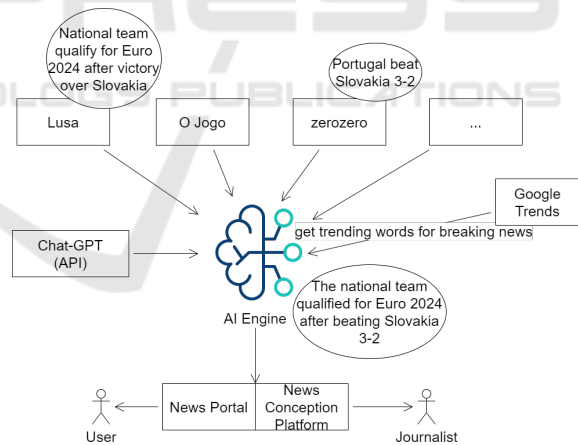 National team
qualify for Euro
2024 after victory
over Slovakia
Portugal beat
Slovakia 3-2
Lusa
O Jogo
zerozero
...
Google
Trends
get trending words for breaking news
Chat-GPT
(API)
The national team
qualified for Euro 2024
after beating Slovakia
3-2
AI Engine
News Portal
News
Conception
Platform
User
Journalist